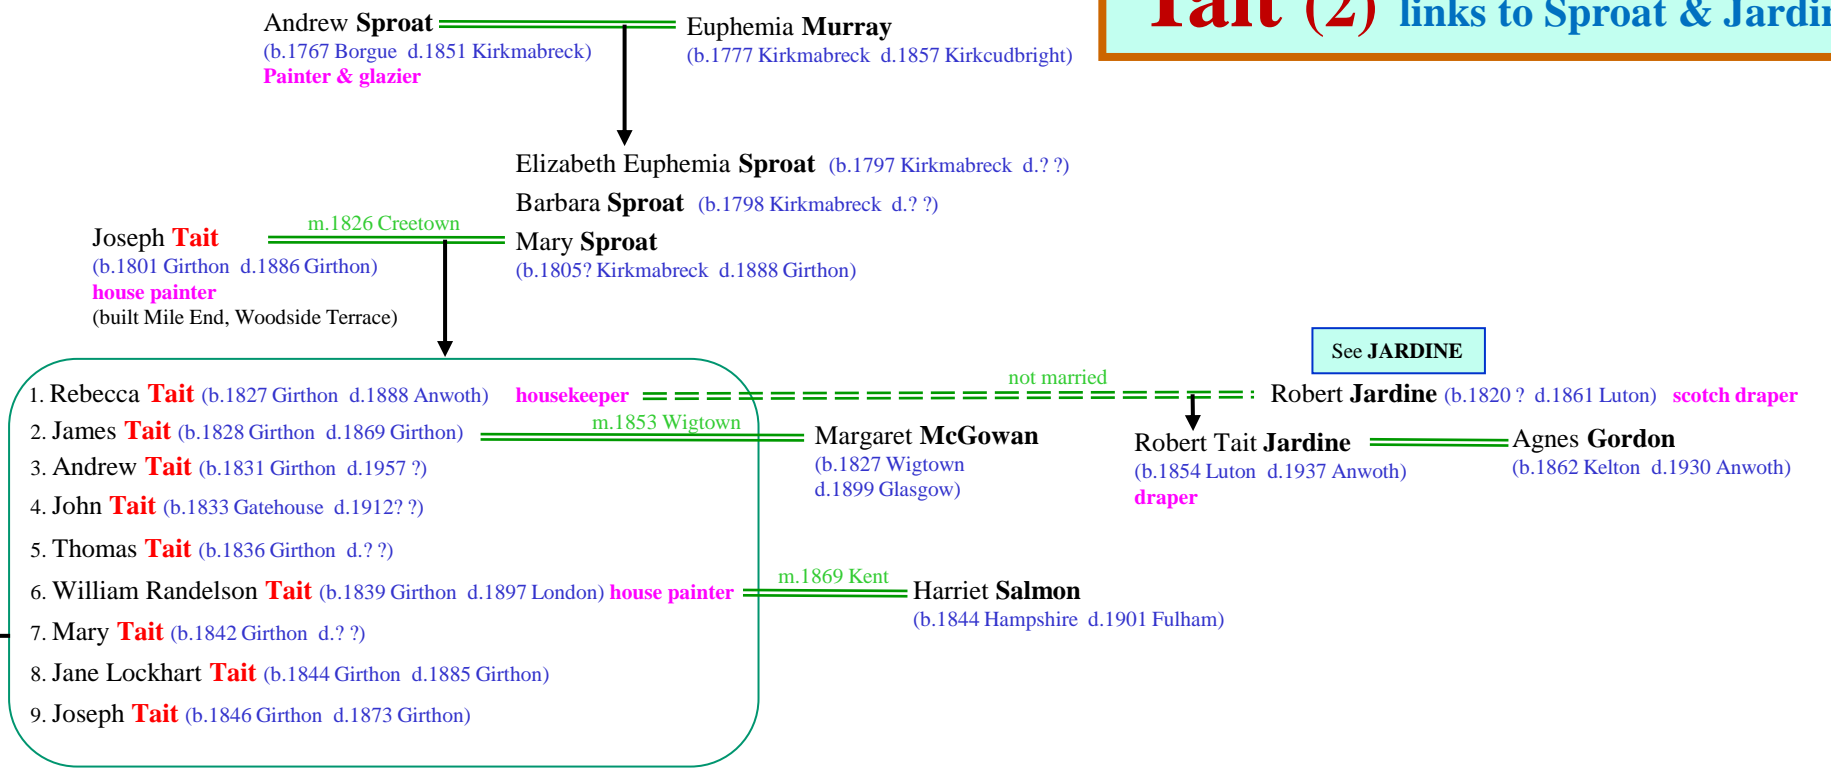 Tait (2) links to Sproat & Jardin
Andrew Sproat
(b.1767 Borgue d.1851 Kirkmabreck)
Painter & glazier
Euphemia Murray
(b.1777 Kirkmabreck d.1857 Kirkcudbright)
Elizabeth Euphemia Sproat (b.1797 Kirkmabreck d.? ?)
Barbara Sproat (b.1798 Kirkmabreck d.? ?)
Joseph Tait
(b.1801 Girthon d.1886 Girthon)
house painter
(built Mile End, Woodside Terrace)
m.1826 Creetown
Mary Sproat
(b.1805? Kirkmabreck d.1888 Girthon)
See JARDINE
1. Rebecca Tait (b.1827 Girthon d.1888 Anwoth) housekeeper
not married
Robert Jardine (b.1820 ? d.1861 Luton) scotch draper
2. James Tait (b.1828 Girthon d.1869 Girthon)
m.1853 Wigtown
Margaret McGowan
(b.1827 Wigtown
d.1899 Glasgow)
Robert Tait Jardine
(b.1854 Luton d.1937 Anwoth)
draper
Agnes Gordon
(b.1862 Kelton d.1930 Anwoth)
3. Andrew Tait (b.1831 Girthon d.1957 ?)
4. John Tait (b.1833 Gatehouse d.1912? ?)
5. Thomas Tait (b.1836 Girthon d.? ?)
6. William Randelson Tait (b.1839 Girthon d.1897 London) house painter
m.1869 Kent
Harriet Salmon
(b.1844 Hampshire d.1901 Fulham)
7. Mary Tait (b.1842 Girthon d.? ?)
8. Jane Lockhart Tait (b.1844 Girthon d.1885 Girthon)
9. Joseph Tait (b.1846 Girthon d.1873 Girthon)